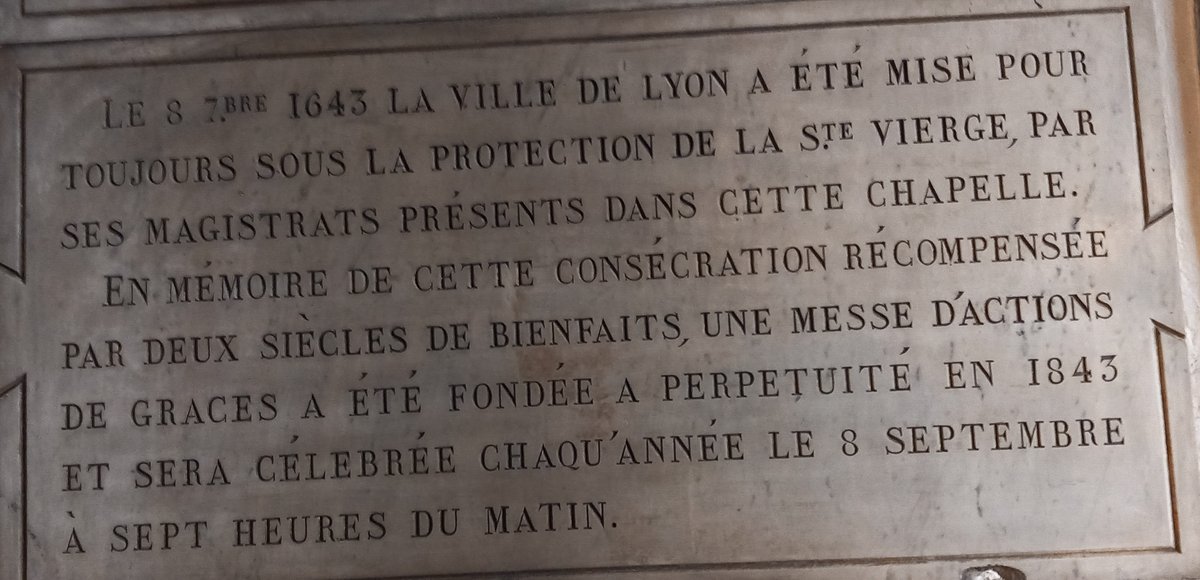 LE 8 7.BRE 1643 LA VILLE DE LYON A ÉTÉ MISE POUR
TOUJOURS SOUS LA PROTECTION DE LA S.TE VIERGE, PAR
SES MAGISTRATS PRÉSENTS DANS CETTE CHAPELLE.
EN MÉMOIRE DE CETTE CONSÉCRATION RÉCOMPENSÉE
PAR DEUX SIÈCLES DE BIENFAITS, UNE MESSE D'ACTIONS
DE GRACES A ÉTÉ FONDÉE A PERPETUITÉ EN 1843
ET SERA CÉLEBRÉE CHAQU'ANNÉE LE 8 SEPTEMBRE
À SEPT HEURES DU MATIN.